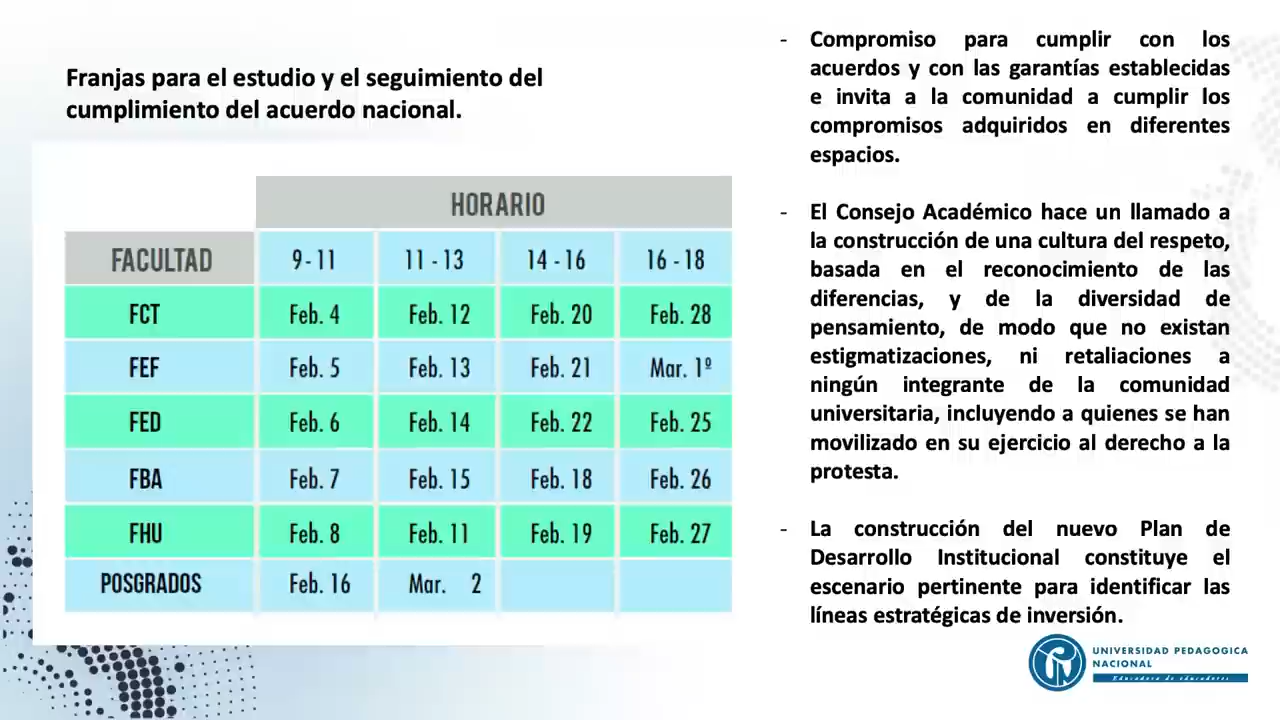 Franjas para el estudio y el seguimiento del
cumplimiento del acuerdo nacional.
HORARIO
FACULTAD 9 - 11 11 - 13 14 - 16 16 - 18
FCT Feb. 4 Feb. 12 Feb. 20 Feb. 28
FEF Feb. 5 Feb. 13 Feb. 21 Mar. 1º
FED Feb. 6 Feb. 14 Feb. 22 Feb. 25
FBA Feb. 7 Feb. 15 Feb. 18 Feb. 26
FHU Feb. 8 Feb. 11 Feb. 19 Feb. 27
POSGRADOS Feb. 16 Mar. 2
- Compromiso para cumplir con los
acuerdos y con las garantías establecidas
e invita a la comunidad a cumplir los
compromisos adquiridos en diferentes
espacios.
- El Consejo Académico hace un llamado a
la construcción de una cultura del respeto,
basada en el reconocimiento de las
diferencias, y de la diversidad de
pensamiento, de modo que no existan
estigmatizaciones, ni retaliaciones a
ningún integrante de la comunidad
universitaria, incluyendo a quienes se han
movilizado en su ejercicio al derecho a la
protesta.
- La construcción del nuevo Plan de
Desarrollo Institucional constituye el
escenario pertinente para identificar las
líneas estratégicas de inversión.
UNIVERSIDAD PEDAGOGICA
NACIONAL
Educadora de educadores